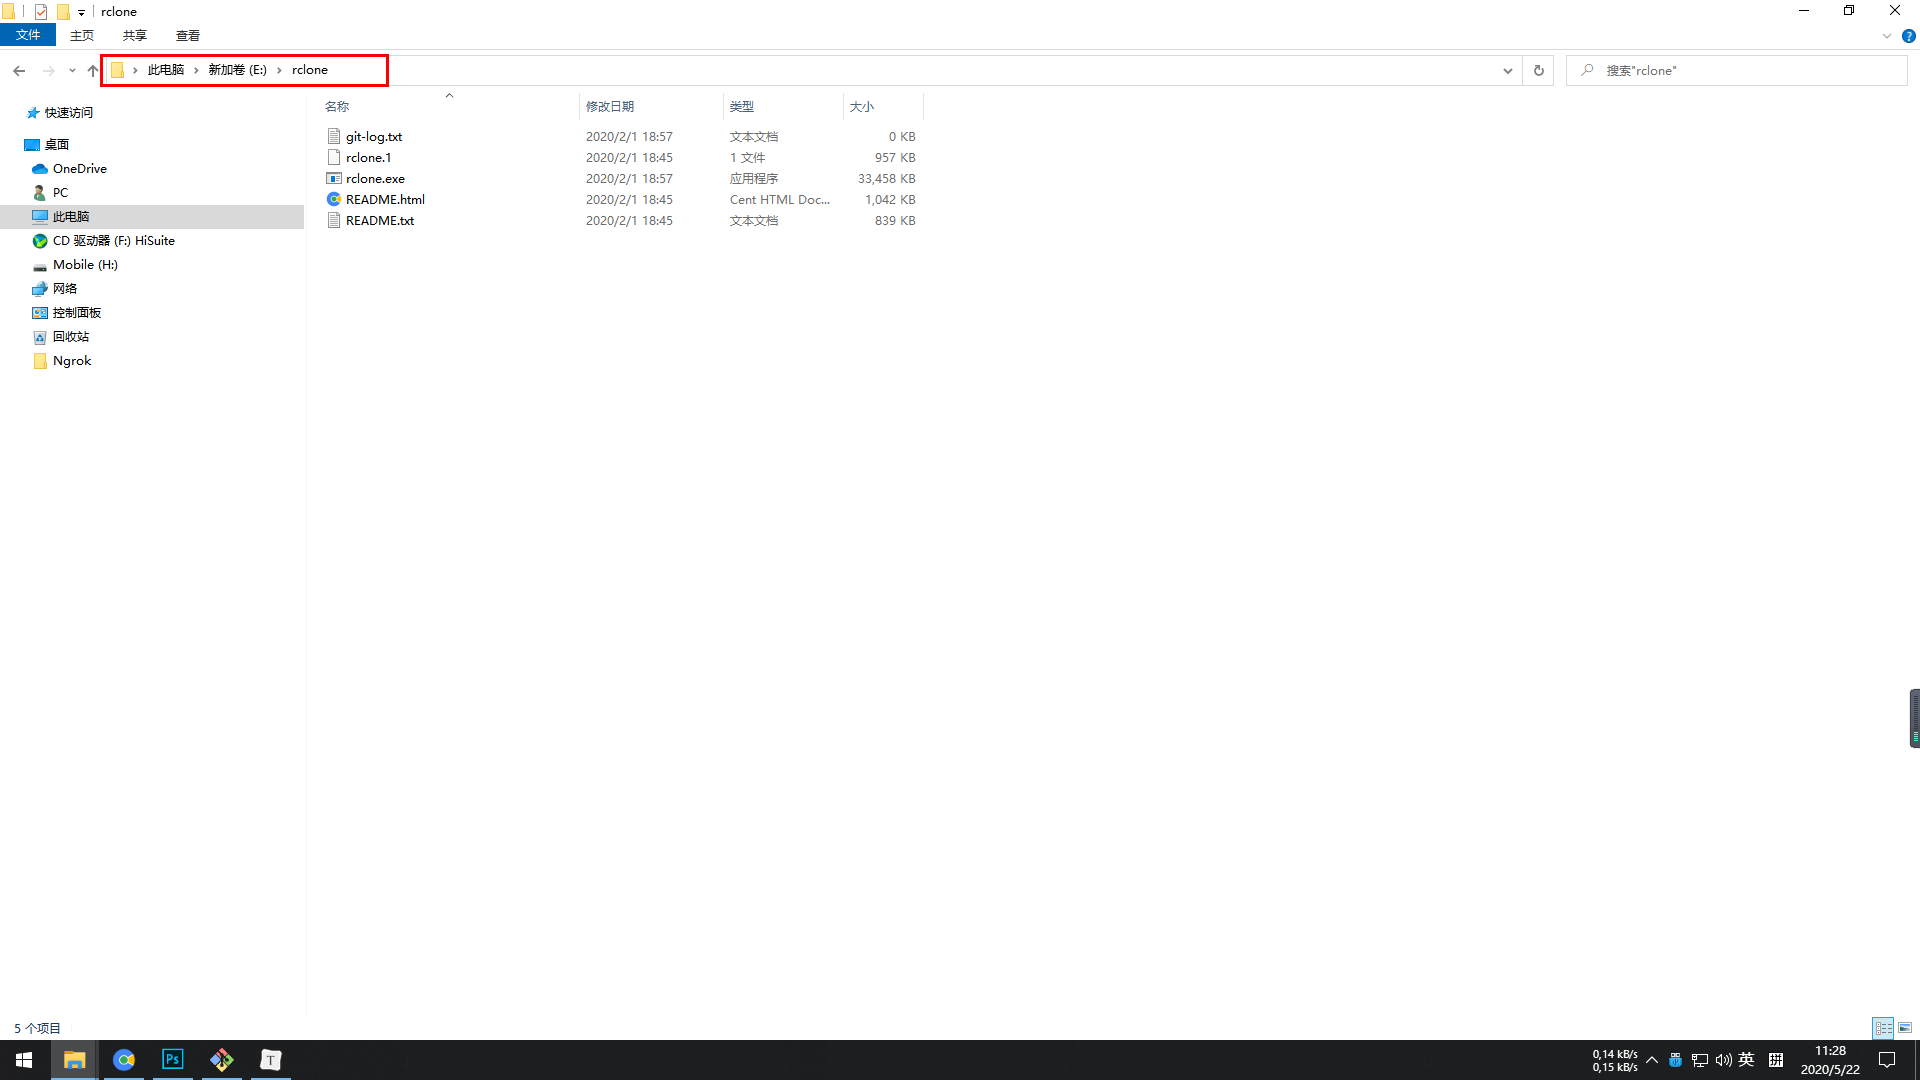 rclone
文件 主页 共享 查看
此电脑 新加卷 (E:) rclone
搜索"rclone"
快速访问
桌面
OneDrive
PC
此电脑
CD 驱动器 (F:) HiSuite
Mobile (H:)
网络
控制面板
回收站
Ngrok
名称 修改日期 类型 大小
git-log.txt 2020/2/1 18:57 文本文档 0 KB
rclone.1 2020/2/1 18:45 1 文件 957 KB
rclone.exe 2020/2/1 18:57 应用程序 33,458 KB
README.html 2020/2/1 18:45 Cent HTML Doc... 1,042 KB
README.txt 2020/2/1 18:45 文本文档 839 KB
5 个项目
Ps
T
0,14 kB/s
0,15 kB/s
英
拼
11:28
2020/5/22